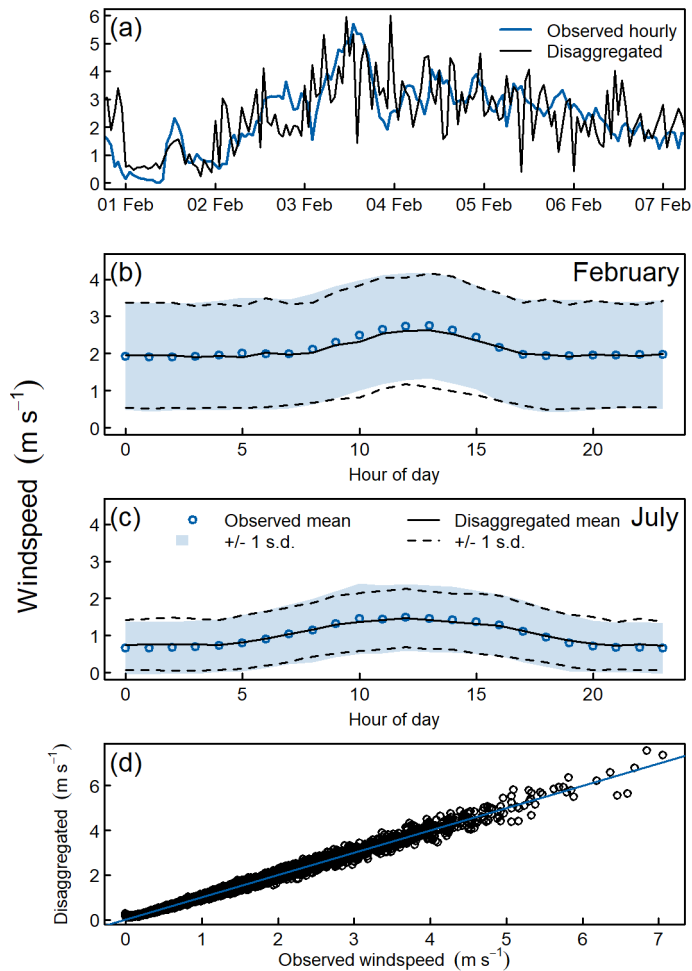 (a)
Observed hourly
Disaggregated
6
5
4
3
2
1
0
01 Feb 02 Feb 03 Feb 04 Feb 05 Feb 06 Feb 07 Feb
Windspeed (m s⁻¹)
(b)
February
4
3
2
1
0
0 5 10 15 20
Hour of day
(c)
July
Observed mean Disaggregated mean
+/- 1 s.d. +/- 1 s.d.
4
3
2
1
0
0 5 10 15 20
Hour of day
(d)
Disaggregated (m s⁻¹)
6
4
2
0
0 1 2 3 4 5 6 7
Observed windspeed (m s⁻¹)